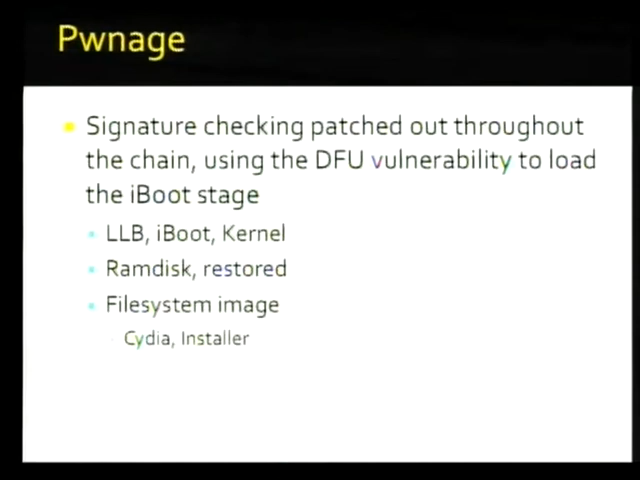 Pwnage
Signature checking patched out throughout
the chain, using the DFU vulnerability to load
the iBoot stage
LLB, iBoot, Kernel
Ramdisk, restored
Filesystem image
Cydia, Installer